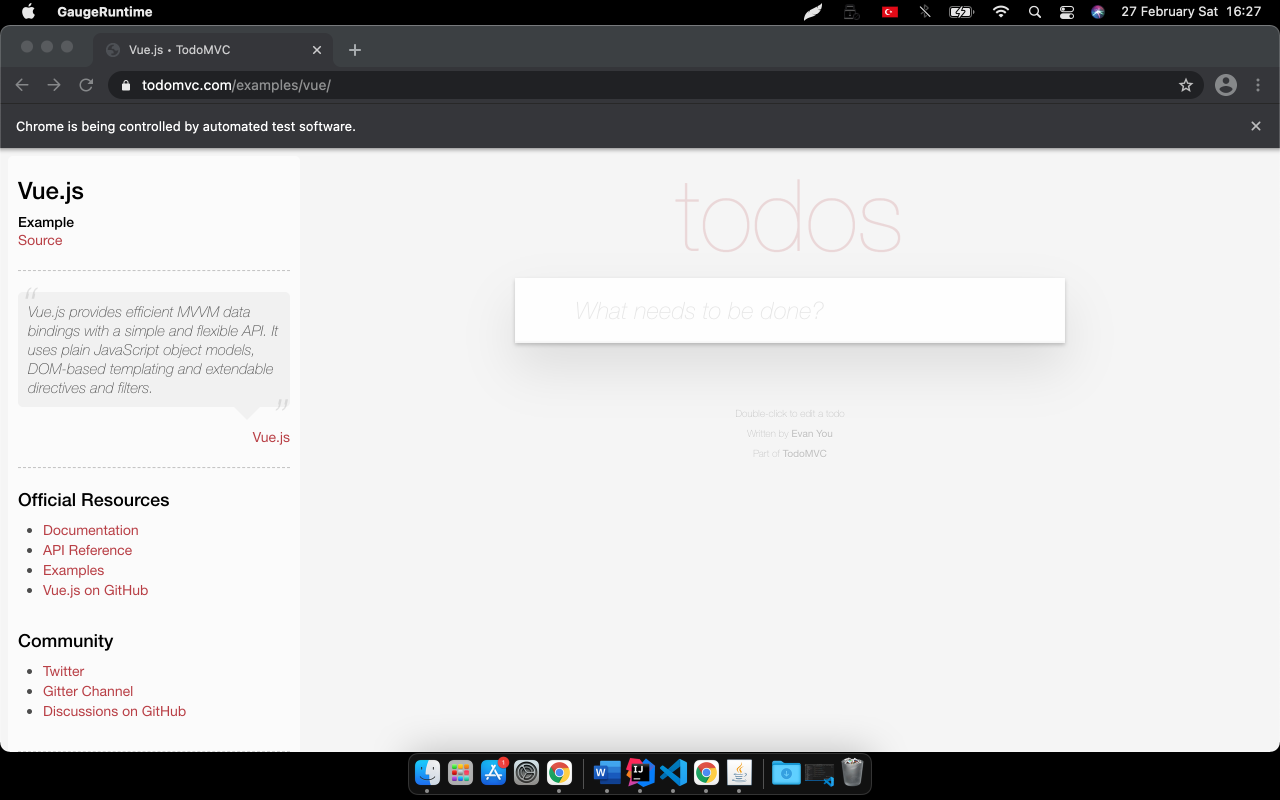 GaugeRuntime
27 February Sat 16:27
Vue.js • TodoMVC
todomvc.com/examples/vue/
Chrome is being controlled by automated test software.
Vue.js
Example
Source
“
Vue.js provides efficient MVVM data
bindings with a simple and flexible API. It
uses plain JavaScript object models,
DOM-based templating and extendable
directives and filters.
”
Vue.js
Official Resources
Documentation
API Reference
Examples
Vue.js on GitHub
Community
Twitter
Gitter Channel
Discussions on GitHub
todos
What needs to be done?
Double-click to edit a todo
Written by Evan You
Part of TodoMVC
1
W
IJ